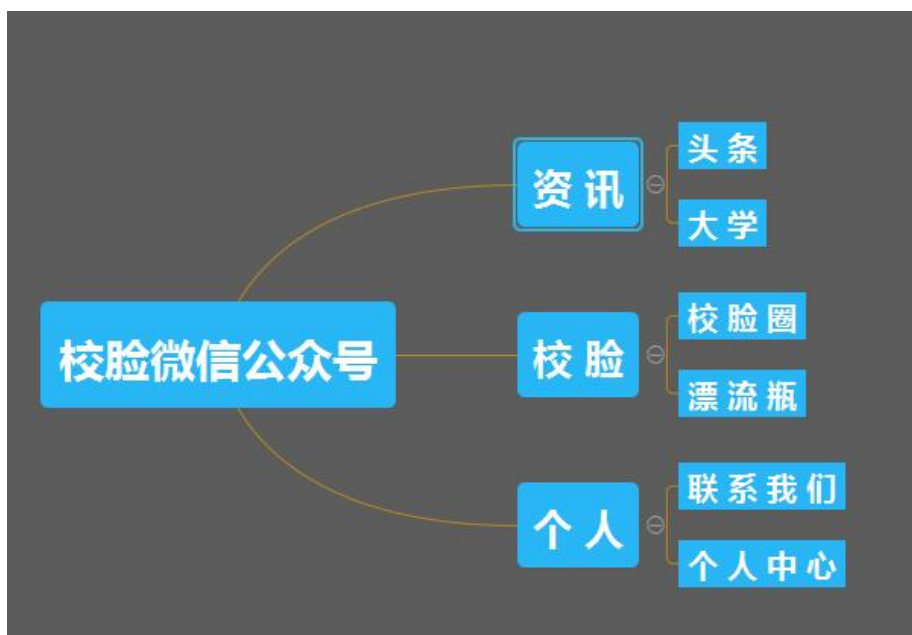 校脸微信公众号
资讯
头条
大学
校脸
校脸圈
漂流瓶
个人
联系我们
个人中心